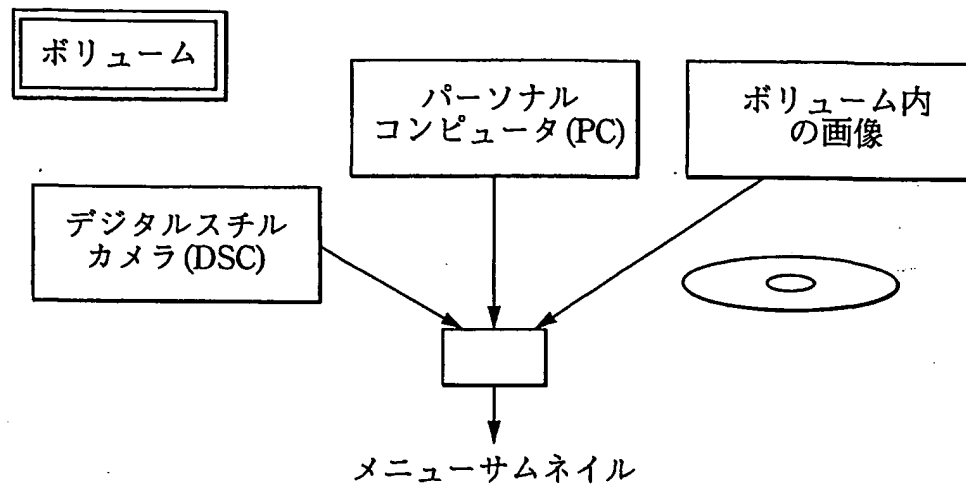 ボリューム
パーソナル
コンピュータ(PC)
ボリューム内
の画像
デジタルスチル
カメラ(DSC)
メニューサムネイル